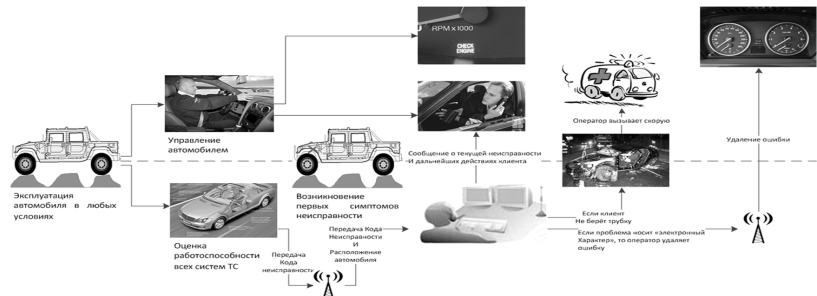 RPM x 1000
CHECK
ENGINE
Управление
автомобилем
Оператор вызывает скорую
Удаление ошибки
Сообщение о текущей неисправности
И дальнейших действиях клиента
Эксплуатация
автомобиля в любых
условиях
Возникновение
первых симптомов
неисправности
Оценка
работоспособности
всех систем ТС
Передача
Кода
неисправность
Передача Кода
Неисправности
И
Расположение
автомобиля
Если клиент
Не берёт трубку
Если проблема носит «электронный
Характер», то оператор удаляет
ошибку